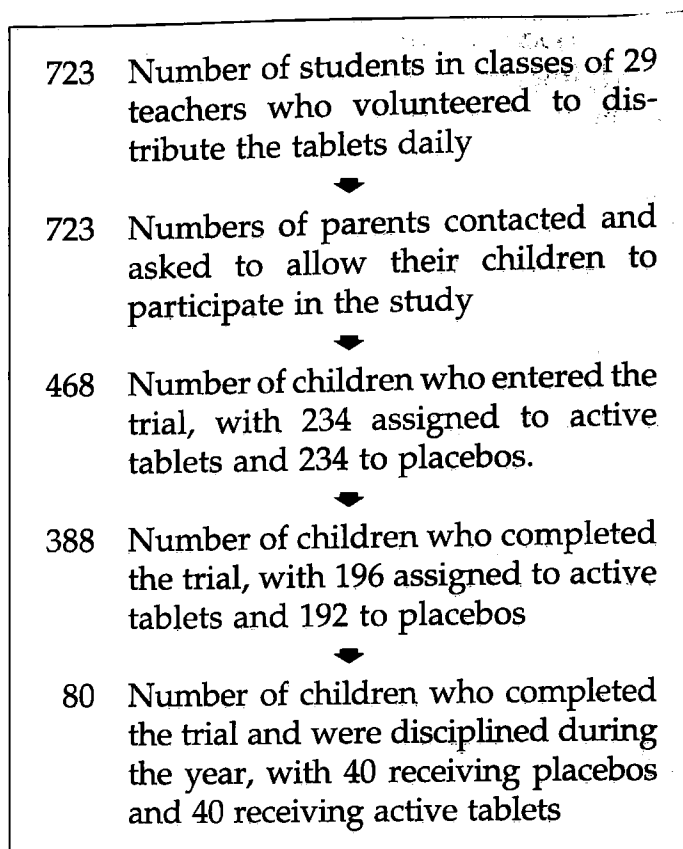 723 Number of students in classes of 29
teachers who volunteered to dis-
tribute the tablets daily
723 Numbers of parents contacted and
asked to allow their children to
participate in the study
468 Number of children who entered the
trial, with 234 assigned to active
tablets and 234 to placebos.
388 Number of children who completed
the trial, with 196 assigned to active
tablets and 192 to placebos
80 Number of children who completed
the trial and were disciplined during
the year, with 40 receiving placebos
and 40 receiving active tablets